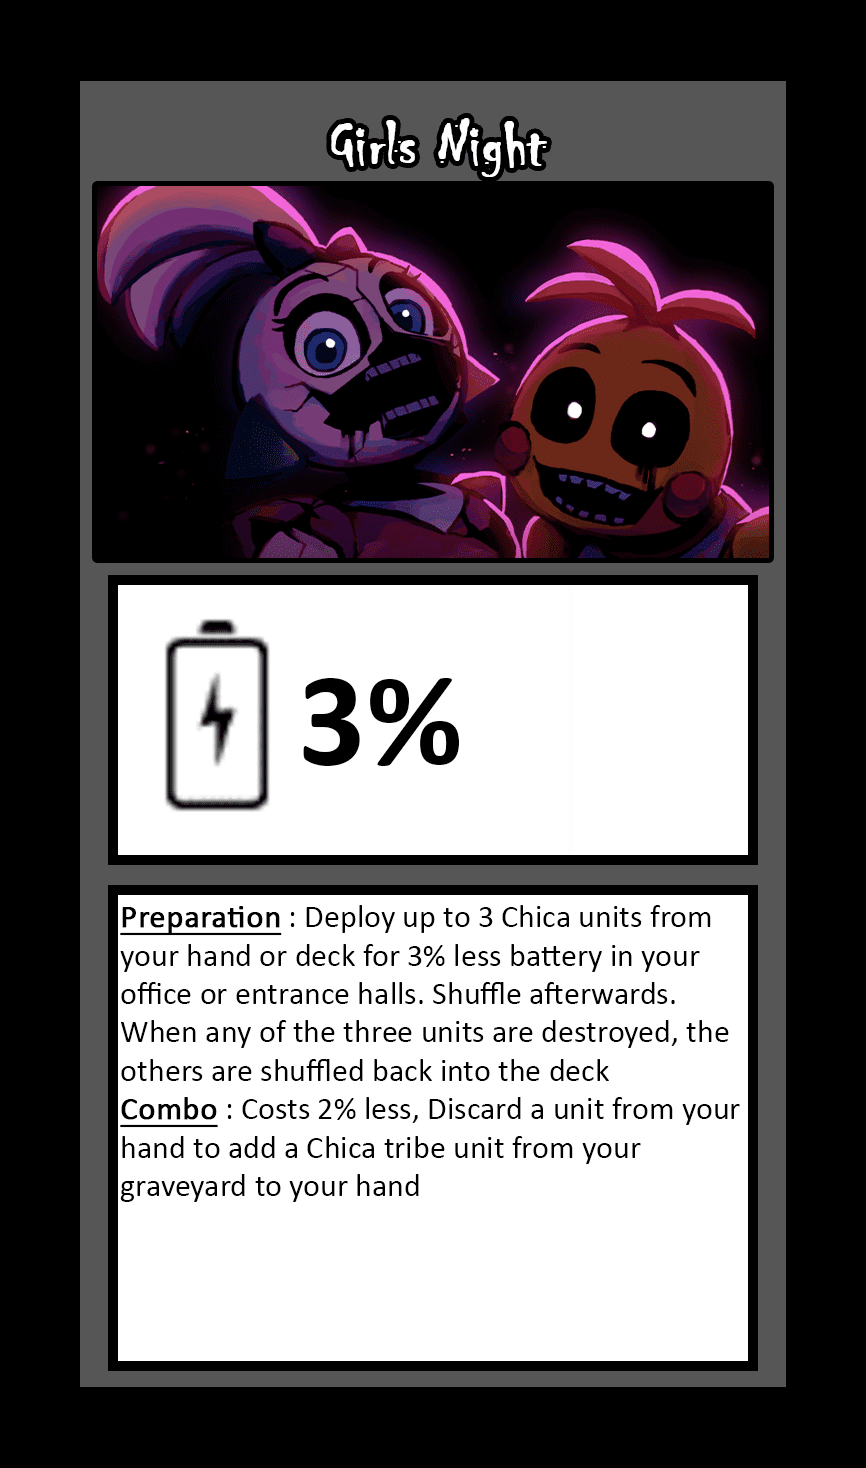 Girls Night
3%
Preparation : Deploy up to 3 Chica units from
your hand or deck for 3% less battery in your
office or entrance halls. Shuffle afterwards.
When any of the three units are destroyed, the
others are shuffled back into the deck
Combo : Costs 2% less, Discard a unit from your
hand to add a Chica tribe unit from your
graveyard to your hand